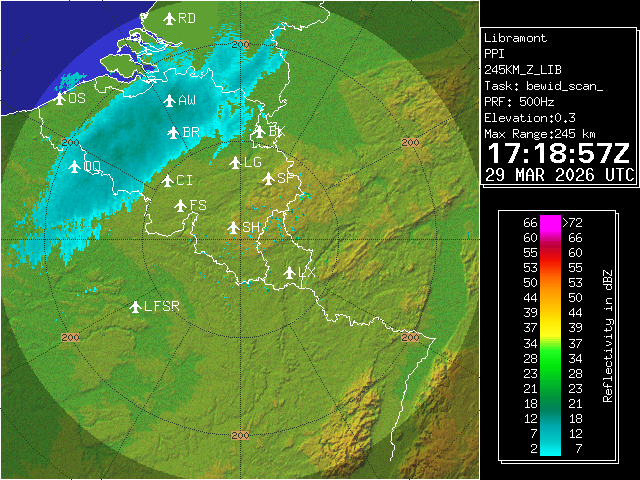 Libramont
PPI
245KM_Z_LIB
Task: bewid_scan_
PRF: 500Hz
Elevation:0.3
Max Range:245 km
17:18:57Z
29 MAR 2026 UTC
RD
200
OS
AW
BR
BK
200
QQ
LG
CI
SP
FS
SH
LX
LFSR
200
200
200
66 >72
60 66
55 60
53 55
50 53
44 50
39 44
37 39
34 37
28 34
23 28
21 23
18 21
12 18
7 12
2 7
Reflectivity in dBZ